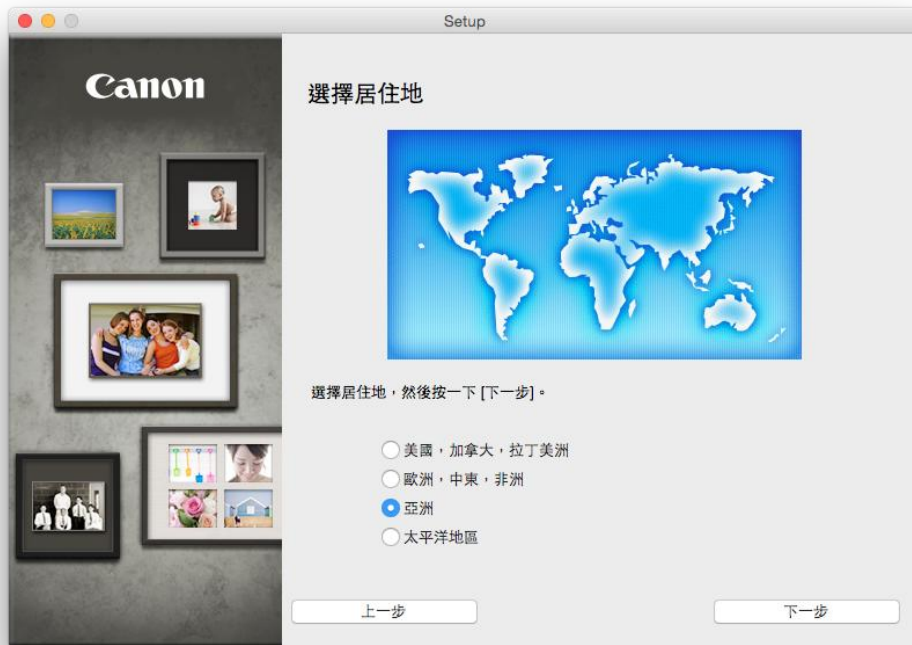 Setup
Canon
選擇居住地
選擇居住地，然後按一下 [下一步]。
美國，加拿大，拉丁美洲
歐洲，中東，非洲
亞洲
太平洋地區
上一步
下一步